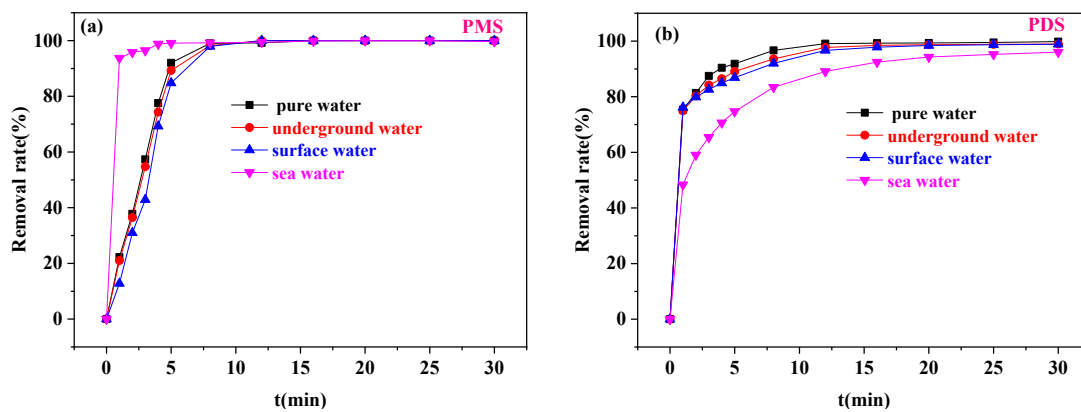 (a)
PMS
100
80
60
40
20
0
Removal rate(%)
pure water
underground water
surface water
sea water
0 5 10 15 20 25 30
t(min)
(b)
PDS
100
80
60
40
20
0
Removal rate(%)
pure water
underground water
surface water
sea water
0 5 10 15 20 25 30
t(min)